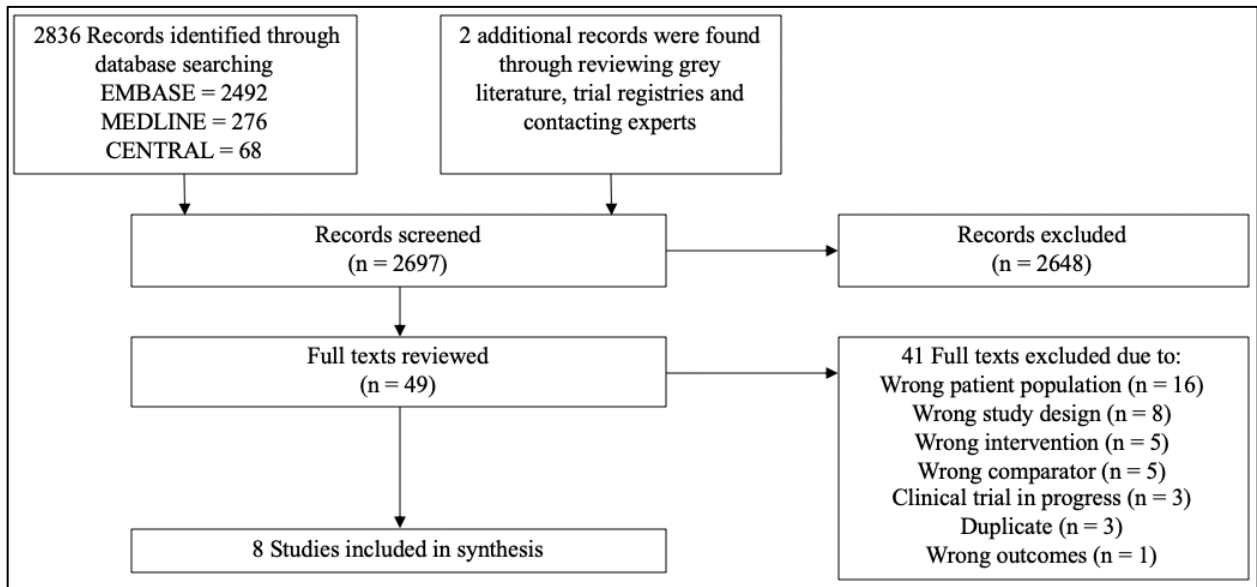 2836 Records identified through
database searching
EMBASE = 2492
MEDLINE = 276
CENTRAL = 68
2 additional records were found
through reviewing grey
literature, trial registries and
contacting experts
Records screened
(n = 2697)
Records excluded
(n = 2648)
Full texts reviewed
(n = 49)
41 Full texts excluded due to:
Wrong patient population (n = 16)
Wrong study design (n = 8)
Wrong intervention (n = 5)
Wrong comparator (n = 5)
Clinical trial in progress (n = 3)
Duplicate (n = 3)
Wrong outcomes (n = 1)
8 Studies included in synthesis